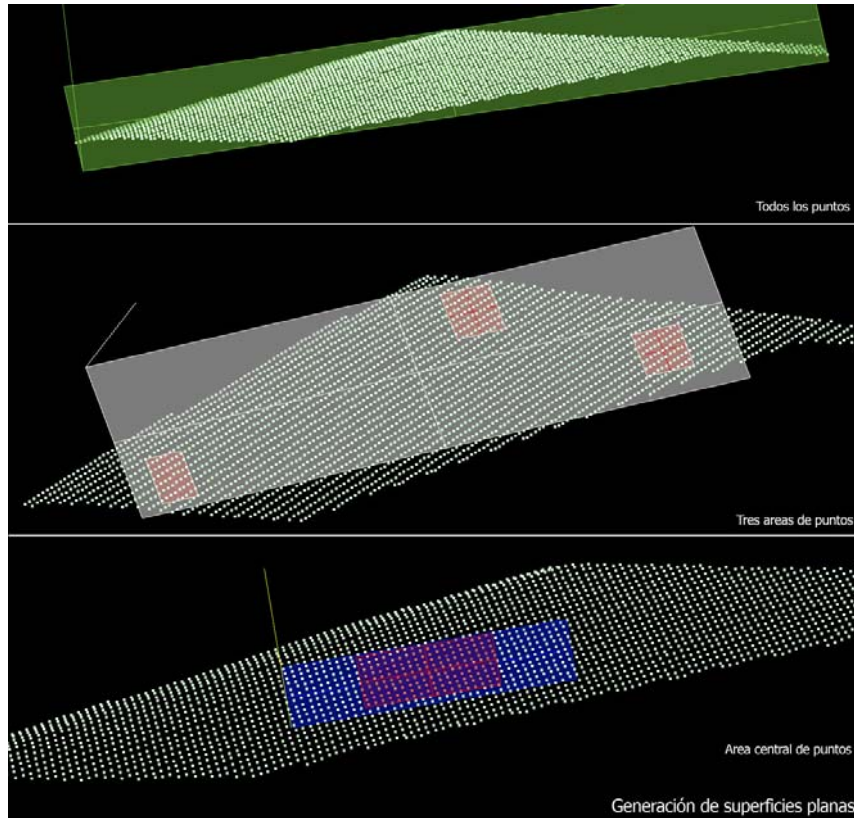 Todos los puntos
Tres areas de puntos
Area central de puntos
Generación de superficies planas